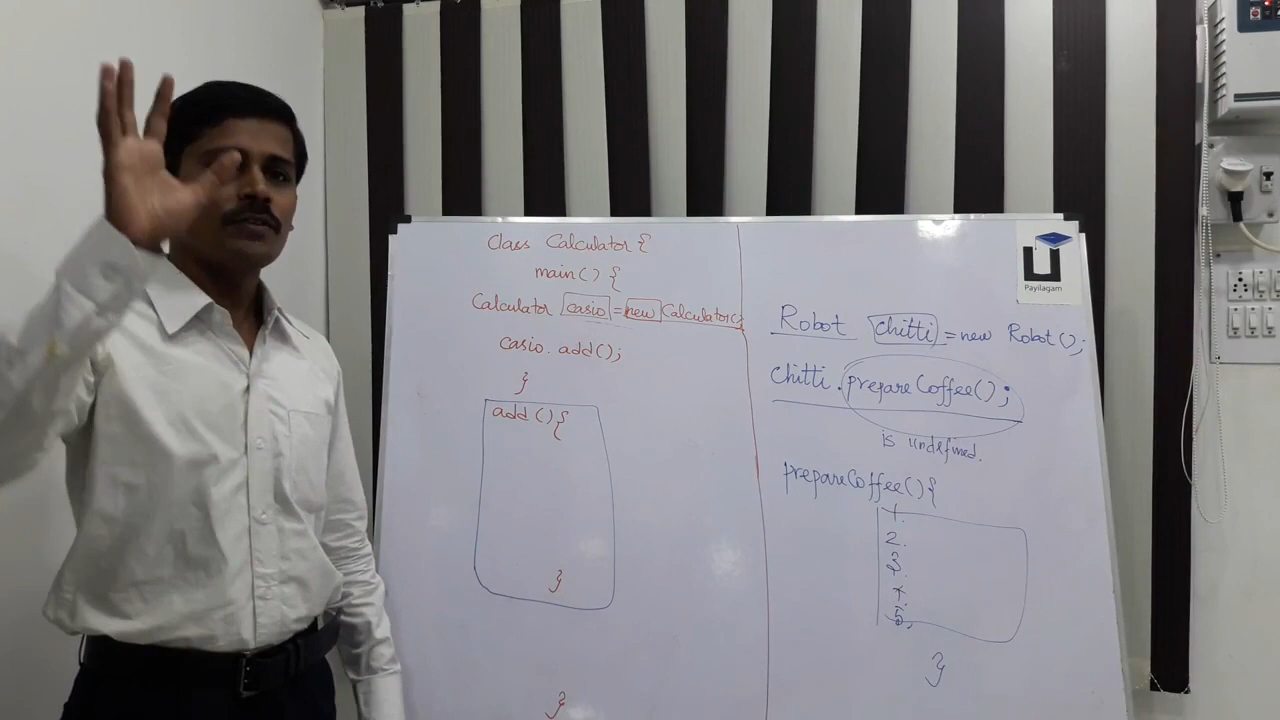 Class Calculator {
main() {
Calculator casio = new Calculator()
casio.add();
}
add() {
}
}
Payilagam
Robot chitti = new Robot();
chitti.prepareCoffee();
is undefined.
prepareCoffee() {
1.
2.
3.
4.
5.
}